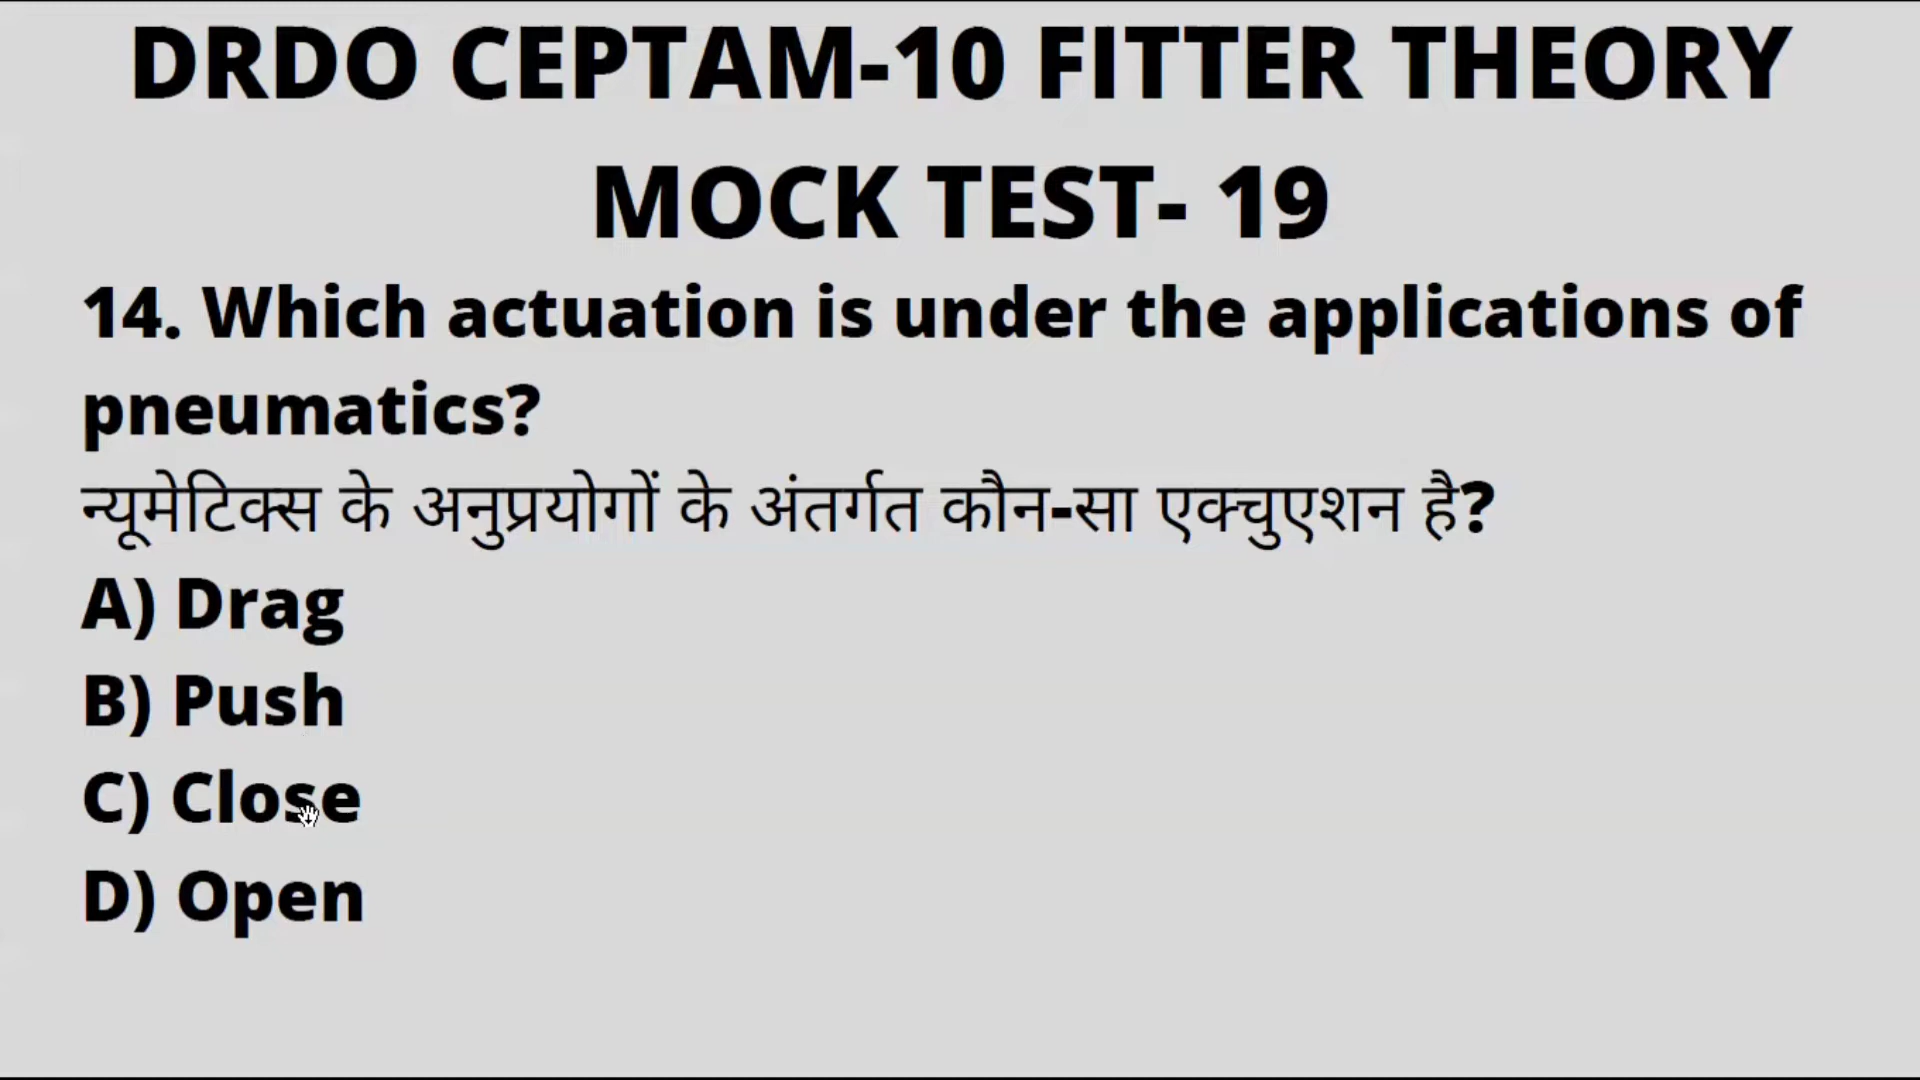 DRDO CEPTAM-10 FITTER THEORY
MOCK TEST- 19
14. Which actuation is under the applications of
pneumatics?
न्यूमेटिक्स के अनुप्रयोगों के अंतर्गत कौन-सा एक्चुएशन है?
A) Drag
B) Push
C) Close
D) Open